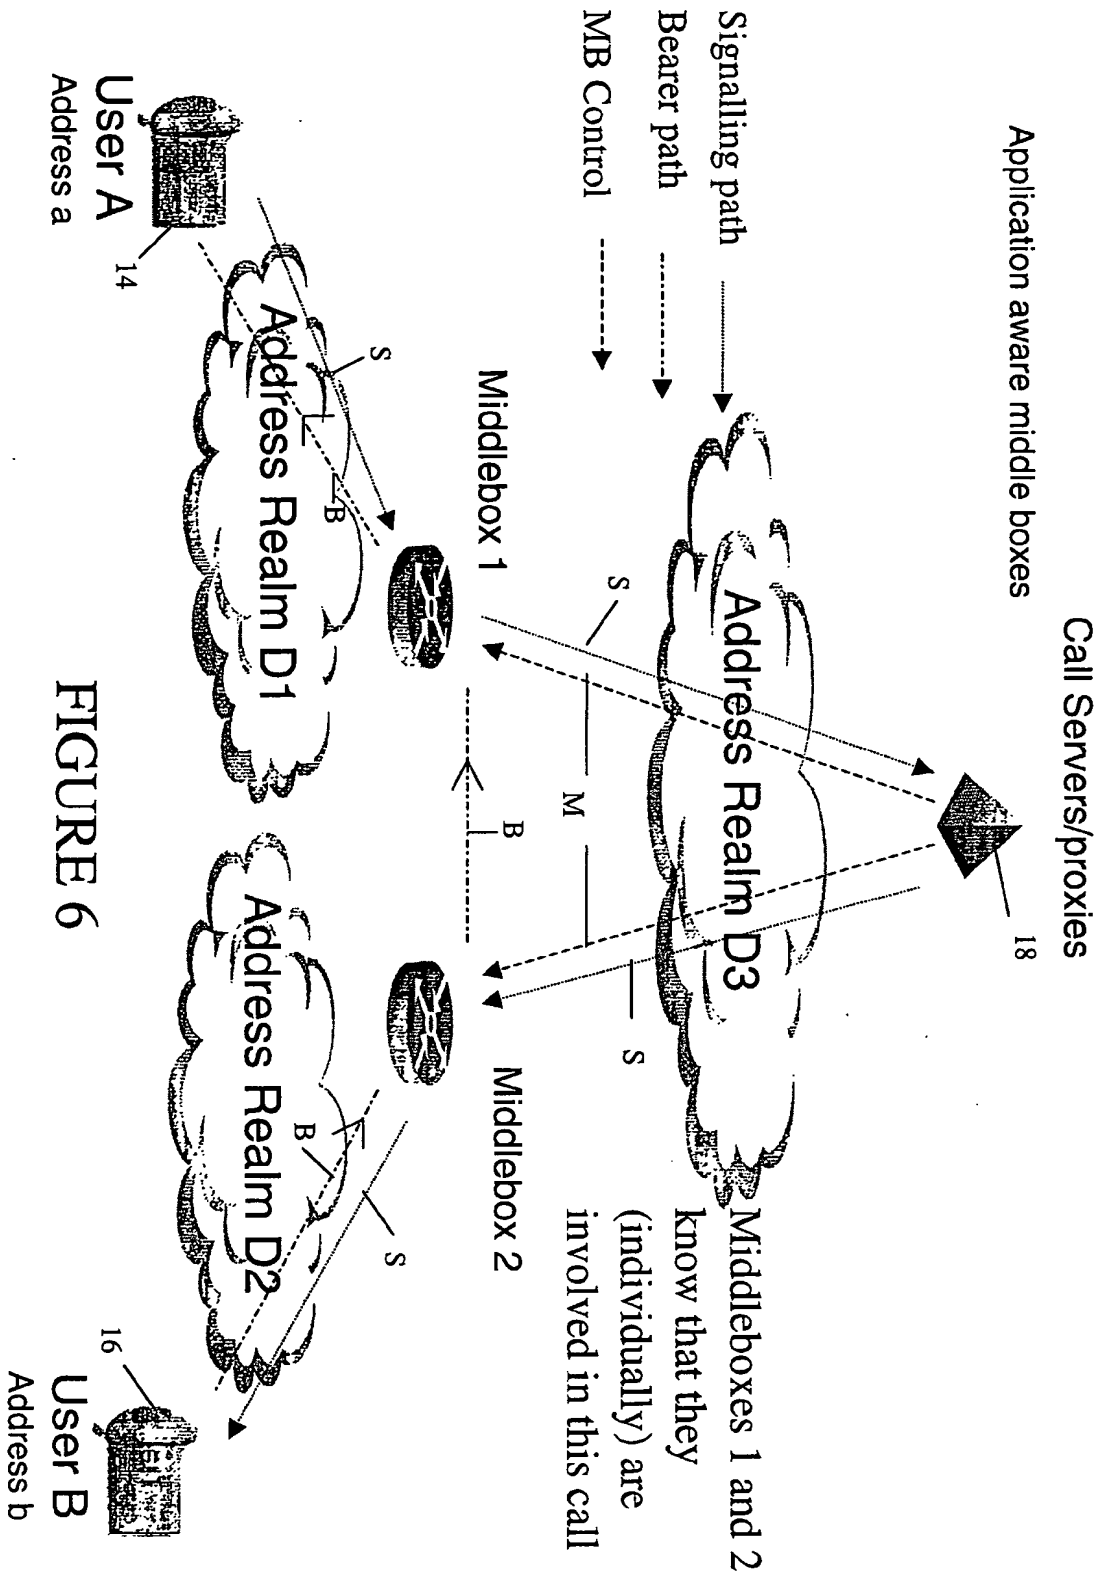 Call Servers/proxies
Application aware middle boxes
18
Signalling path
Bearer path
MB Control
Address Realm D3
Middleboxes 1 and 2
know that they
(individually) are
involved in this call
S
M
S
Middlebox 1
B
Middlebox 2
S
B
S
B
Address Realm D1
Address Realm D2
14
User A
Address a
16
User B
Address b
FIGURE 6